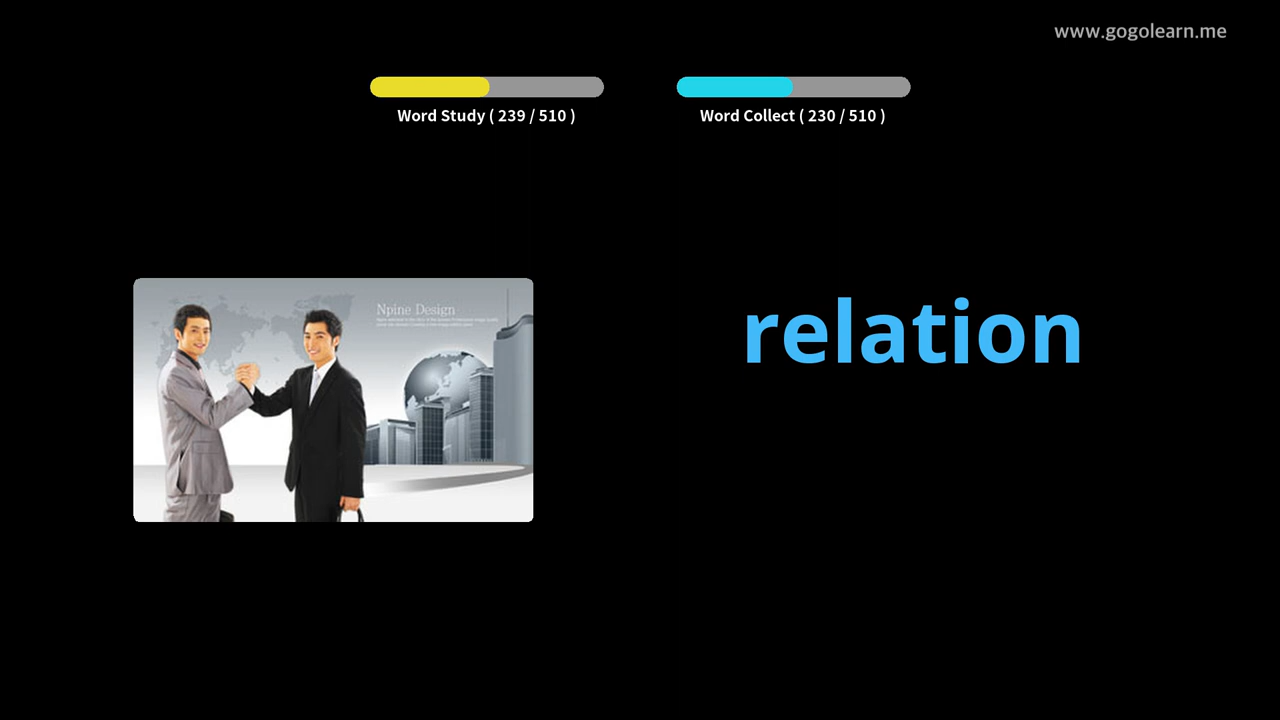 www.gogolearn.me
Word Study ( 239 / 510 )
Word Collect ( 230 / 510 )
Npine Design
relation